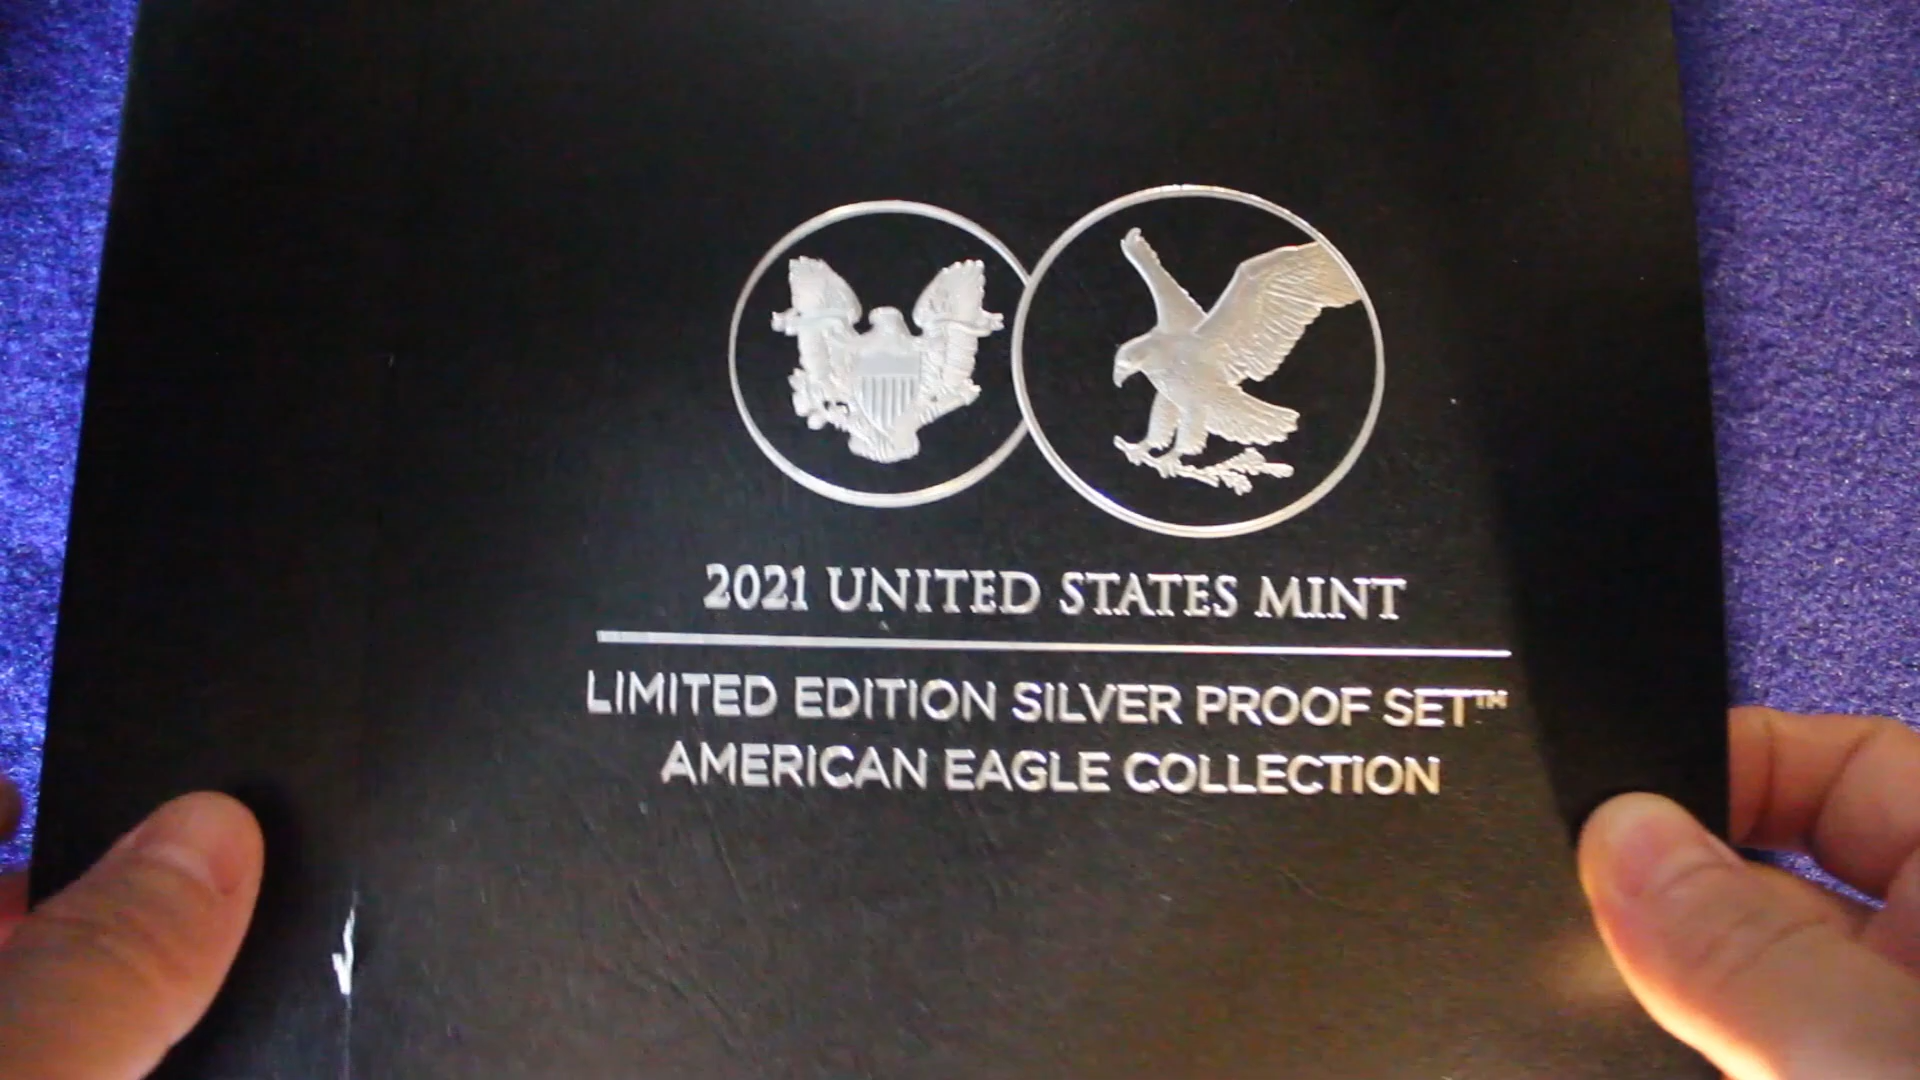 2021 UNITED STATES MINT
LIMITED EDITION SILVER PROOF SET™
AMERICAN EAGLE COLLECTION